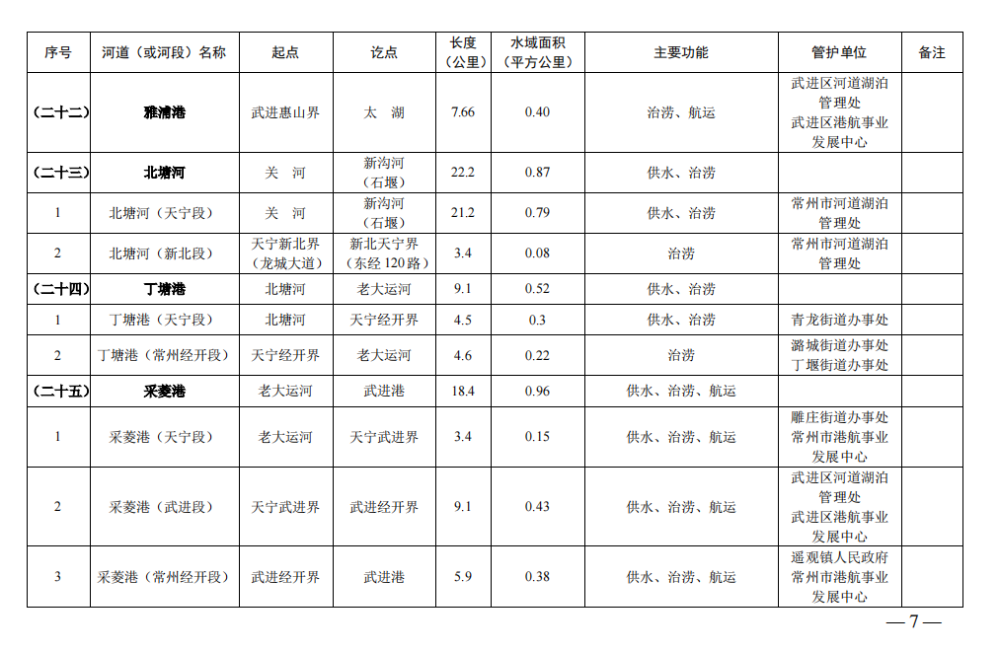 序号 河道（或河段）名称 起点 讫点 长度（公里） 水域面积（平方公里） 主要功能 管护单位 备注
（二十二） 雅浦港 武进惠山界 太 湖 7.66 0.40 治涝、航运 武进区河道湖泊管理处武进区港航事业发展中心
（二十三） 北塘河 关 河 新沟河（石堰） 22.2 0.87 供水、治涝
1 北塘河（天宁段） 关 河 新沟河（石堰） 21.2 0.79 供水、治涝 常州市河道湖泊管理处
2 北塘河（新北段） 天宁新北界（龙城大道） 新北天宁界（东经120路） 3.4 0.08 治涝 常州市河道湖泊管理处
（二十四） 丁塘港 北塘河 老大运河 9.1 0.52 供水、治涝
1 丁塘港（天宁段） 北塘河 天宁经开界 4.5 0.3 供水、治涝 青龙街道办事处
2 丁塘港（常州经开段） 天宁经开界 老大运河 4.6 0.22 治涝 潞城街道办事处丁堰街道办事处
（二十五） 采菱港 老大运河 武进港 18.4 0.96 供水、治涝、航运
1 采菱港（天宁段） 老大运河 天宁武进界 3.4 0.15 供水、治涝、航运 雕庄街道办事处常州市港航事业发展中心
2 采菱港（武进段） 天宁武进界 武进经开界 9.1 0.43 供水、治涝、航运 武进区河道湖泊管理处武进区港航事业发展中心
3 采菱港（常州经开段） 武进经开界 武进港 5.9 0.38 供水、治涝、航运 遥观镇人民政府常州市港航事业发展中心
— 7 —